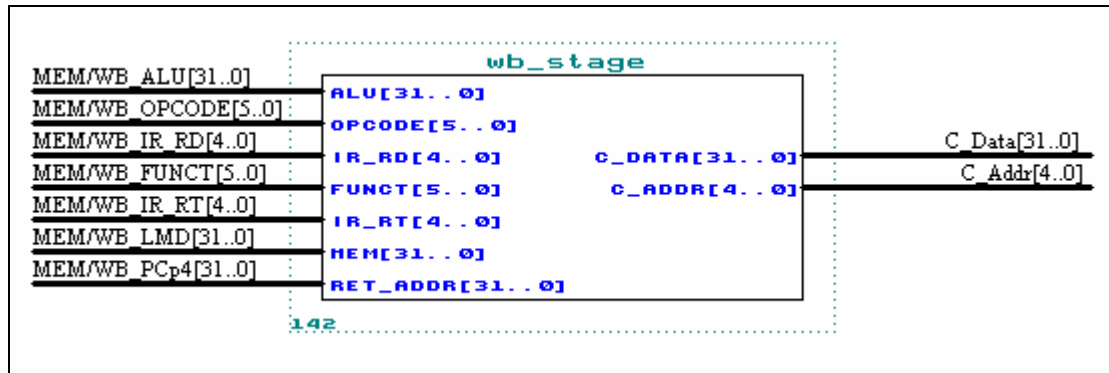 wb_stage
MEM/WB_ALU[31..0]
ALU[31..0]
MEM/WB_OPCODE[5..0]
OPCODE[5..0]
MEM/WB_IR_RD[4..0]
IR_RD[4..0]
C_DATA[31..0]
C_Data[31..0]
MEM/WB_FUNCT[5..0]
FUNCT[5..0]
C_ADDR[4..0]
C_Addr[4..0]
MEM/WB_IR_RT[4..0]
IR_RT[4..0]
MEM/WB_LMD[31..0]
MEM[31..0]
MEM/WB_PCp4[31..0]
RET_ADDR[31..0]
142